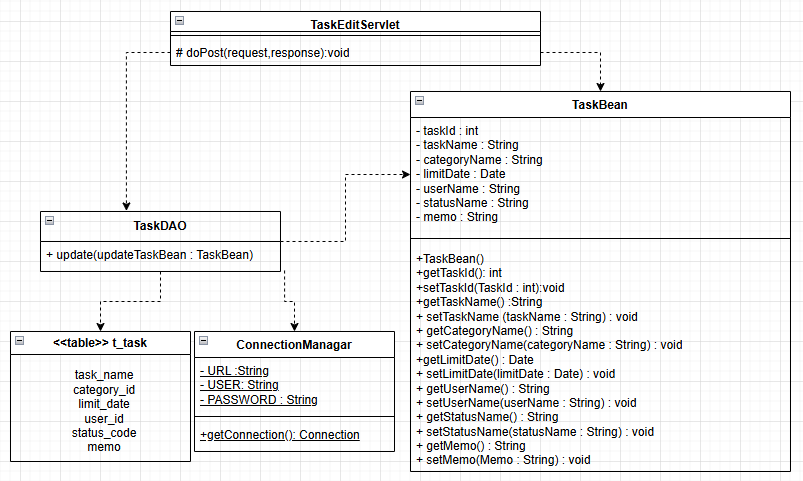 TaskEditServlet
# doPost(request,response):void
TaskBean
- taskId : int
- taskName : String
- categoryName : String
- limitDate : Date
- userName : String
- statusName : String
- memo : String
+TaskBean()
+getTaskId(): int
+setTaskId(TaskId : int):void
+getTaskName() :String
+ setTaskName (taskName : String) : void
+ getCategoryName() : String
+ setCategoryName(categoryName : String) : void
+getLimitDate() : Date
+ setLimitDate(limitDate : Date) : void
+ getUserName() : String
+ setUserName(userName : String) : void
+ getStatusName() : String
+ setStatusName(statusName : String) : void
+ getMemo() : String
+ setMemo(Memo : String) : void
TaskDAO
+ update(updateTaskBean : TaskBean)
<<table>> t_task
task_name
category_id
limit_date
user_id
status_code
memo
ConnectionManagar
- URL :String
- USER: String
- PASSWORD : String
+getConnection(): Connection